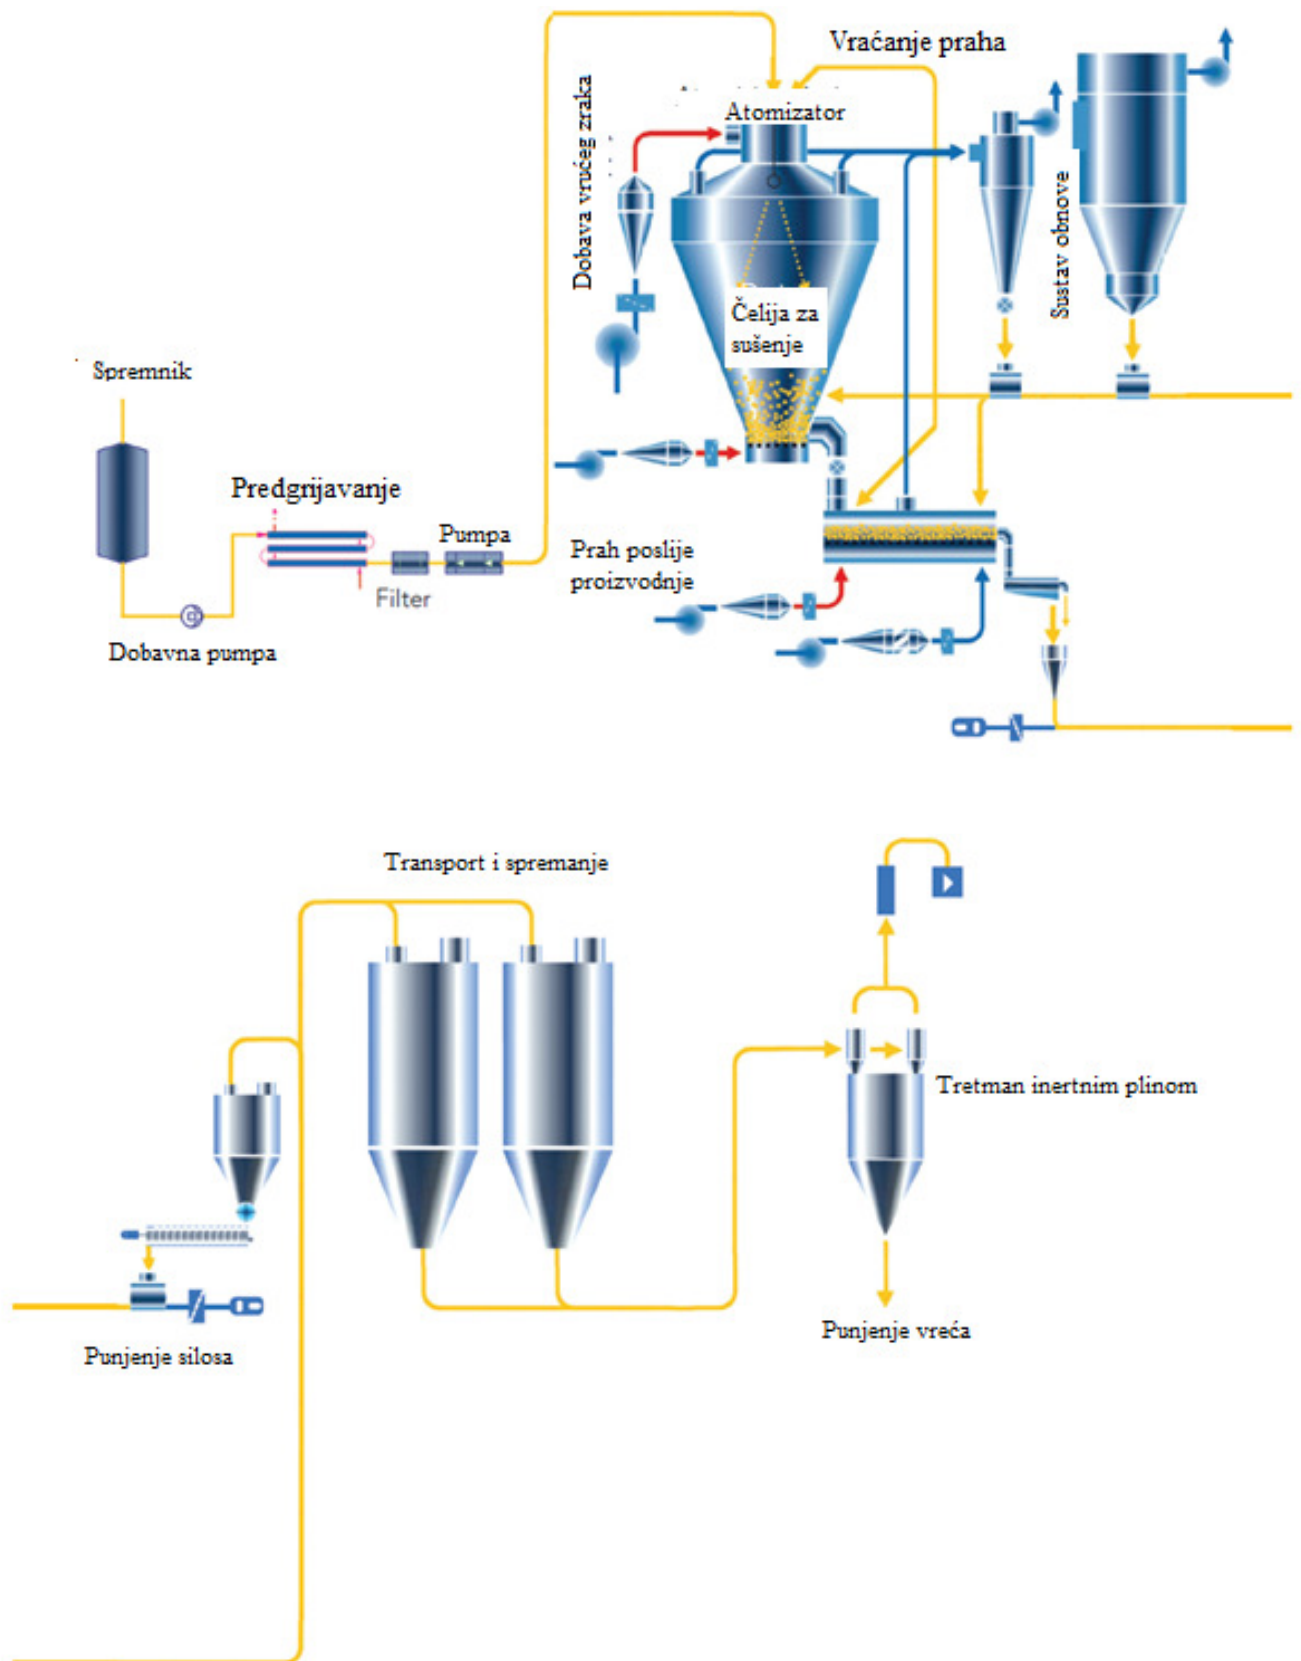 Vraćanje praha
Atomizator
Dobava vrućeg zraka
Sustav obnove
Čelija za
sušenje
Spremnik
Predgrijavanje
Pumpa
Filter
Dobavna pumpa
Prah poslije
proizvodnje
Transport i spremanje
Tretman inertnim plinom
Punjenje vreća
Punjenje silosa